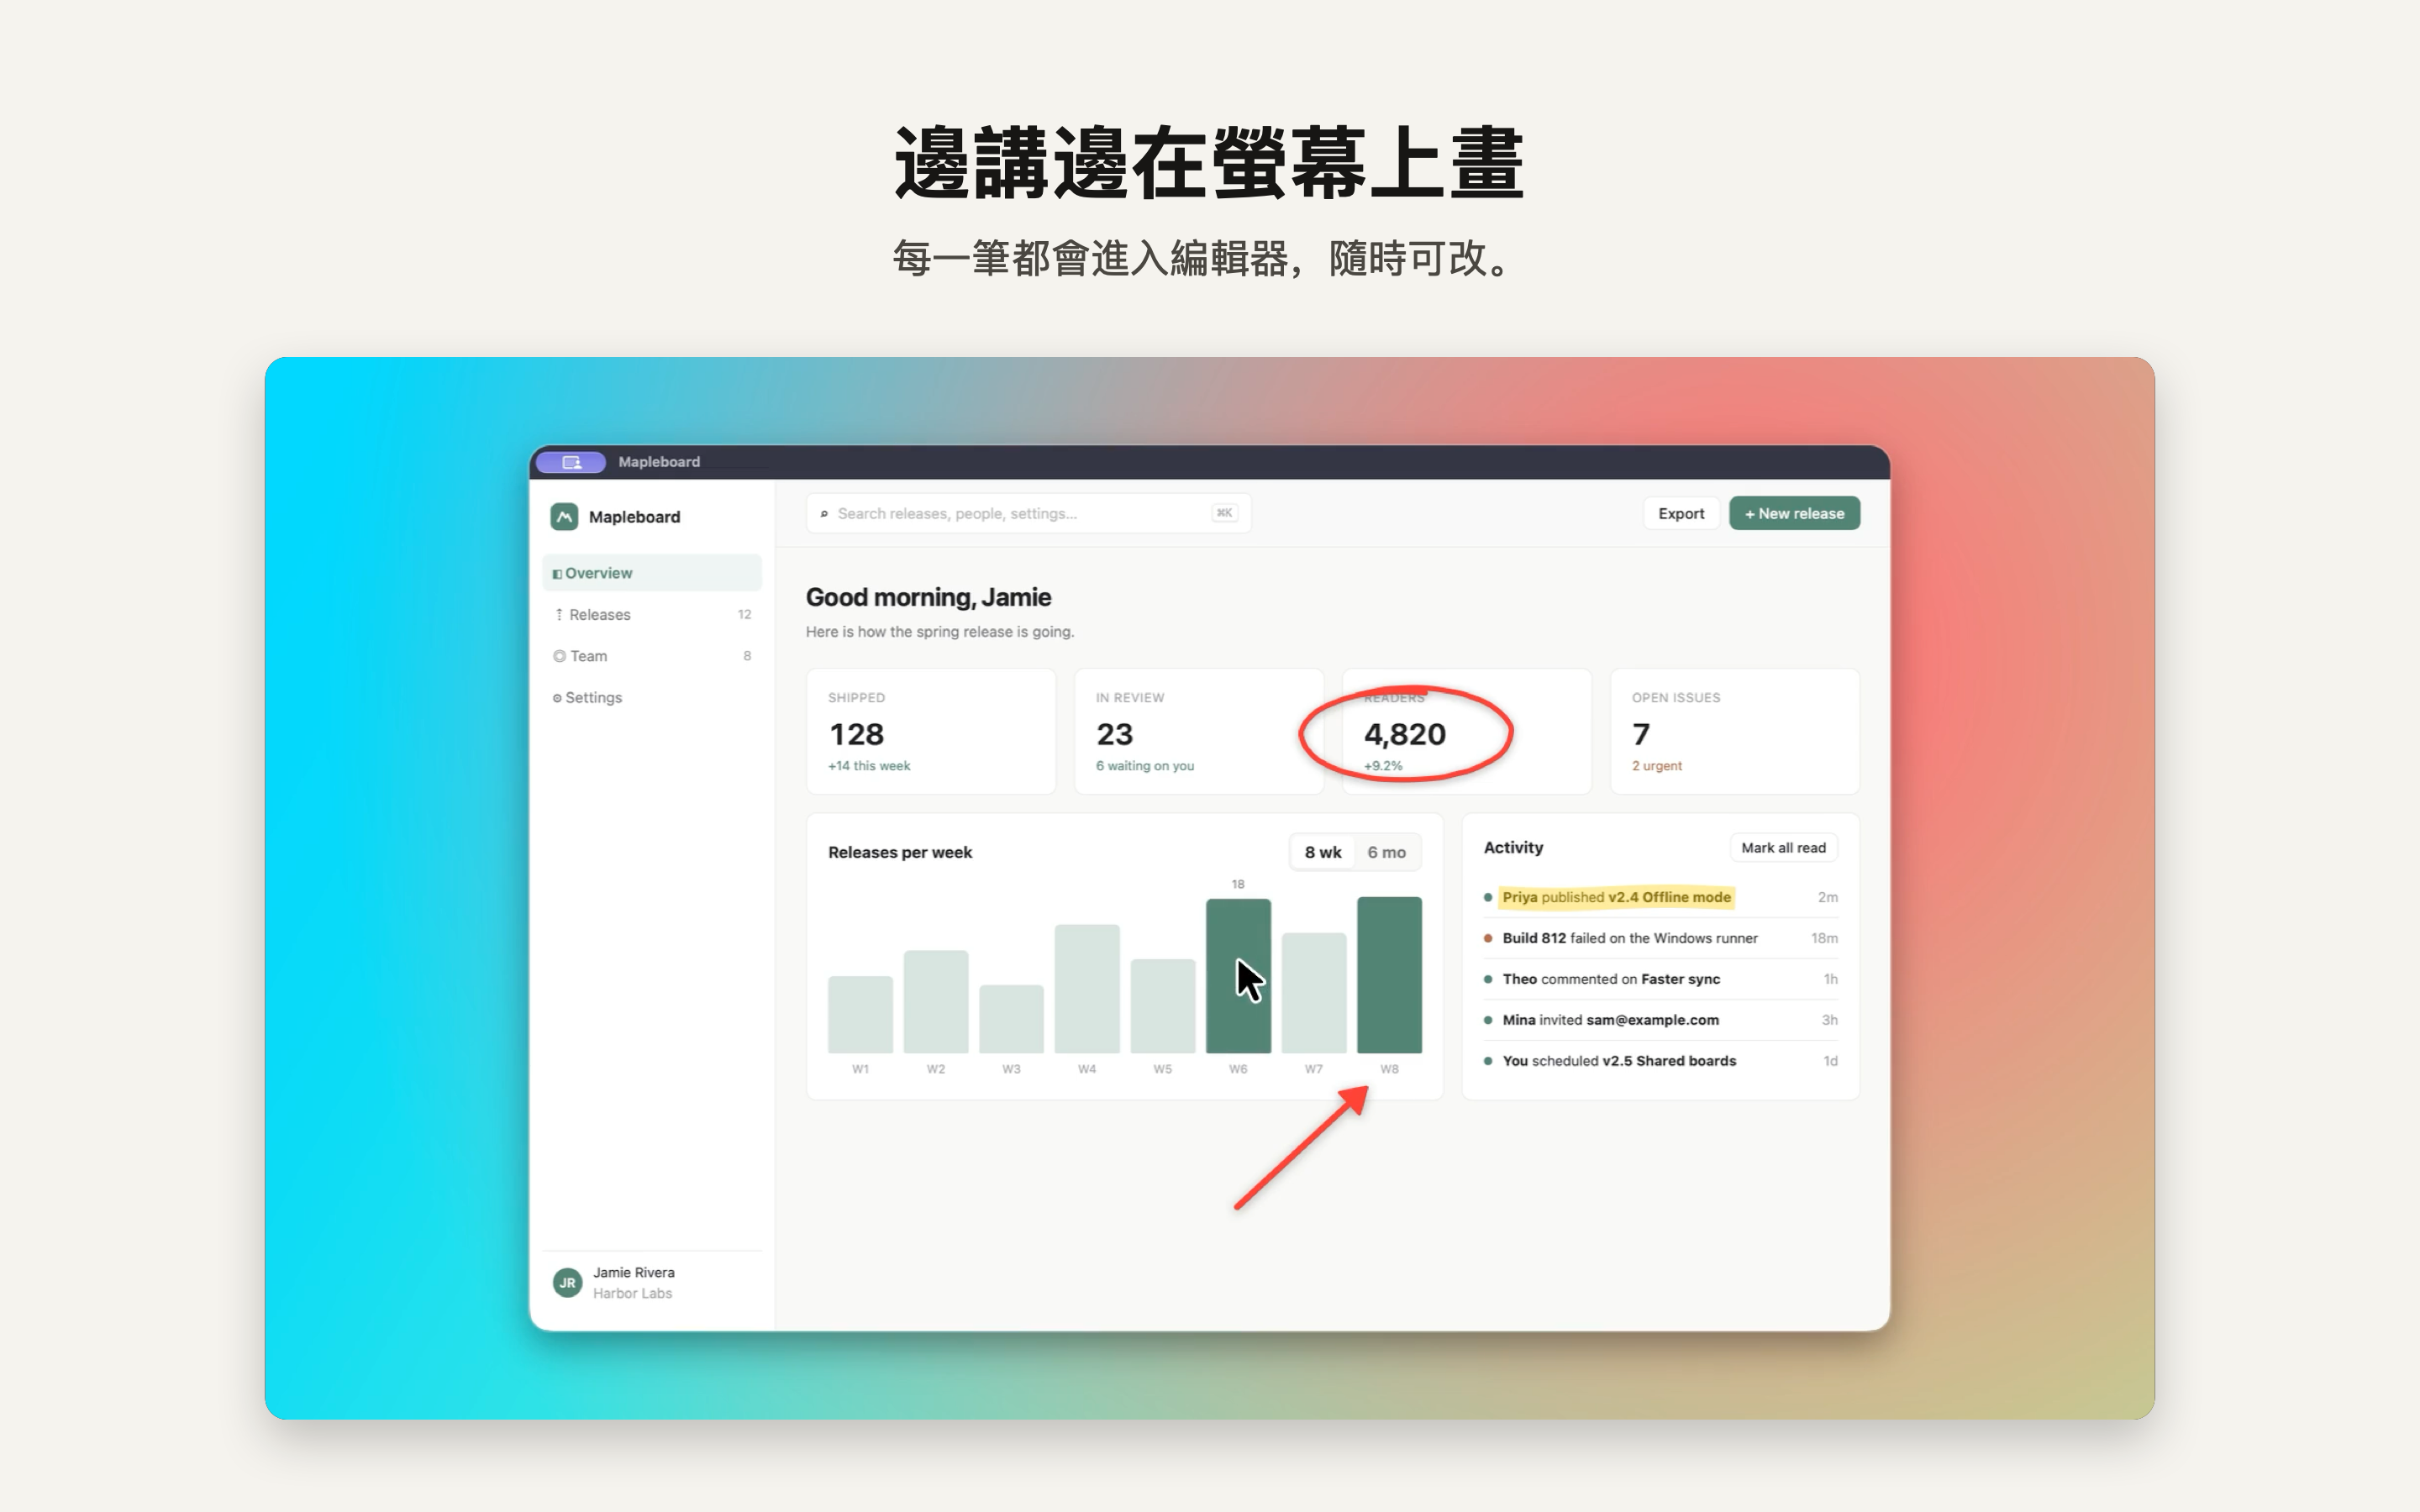 邊講邊在螢幕上畫
每一筆都會進入編輯器，隨時可改。
Mapleboard
Mapleboard
Search releases, people, settings...
⌘K
Export
+ New release
Overview
Releases 12
Team 8
Settings
Good morning, Jamie
Here is how the spring release is going.
SHIPPED
128
+14 this week
IN REVIEW
23
6 waiting on you
READERS
4,820
+9.2%
OPEN ISSUES
7
2 urgent
Releases per week
8 wk 6 mo
18
W1 W2 W3 W4 W5 W6 W7 W8
Activity
Mark all read
Priya published v2.4 Offline mode 2m
Build 812 failed on the Windows runner 18m
Theo commented on Faster sync 1h
Mina invited sam@example.com 3h
You scheduled v2.5 Shared boards 1d
JR
Jamie Rivera
Harbor Labs